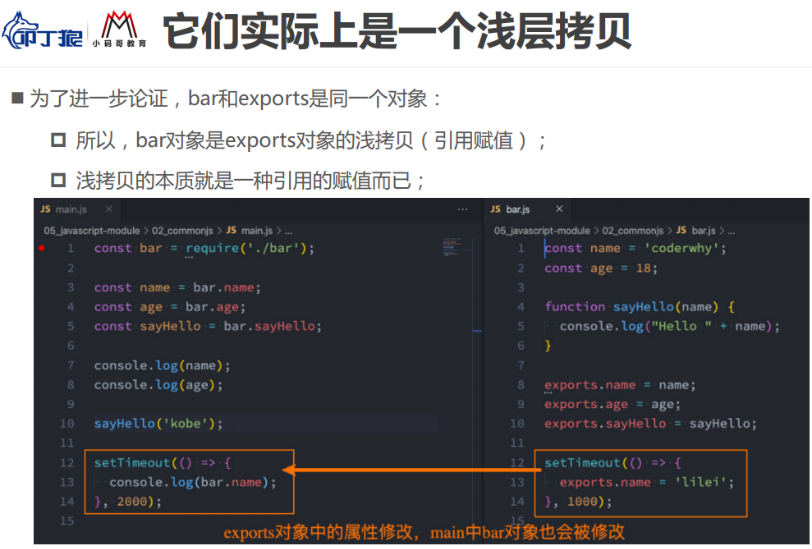 叩丁狼
小码哥教育
它们实际上是一个浅层拷贝
为了进一步论证，bar和exports是同一个对象：
所以，bar对象是exports对象的浅拷贝（引用赋值）；
浅拷贝的本质就是一种引用的赋值而已；
JS main.js × ...
05_javascript-module > 02_commonjs > JS main.js > ...
1 const bar = require('./bar');
2
3 const name = bar.name;
4 const age = bar.age;
5 const sayHello = bar.sayHello;
6
7 console.log(name);
8 console.log(age);
9
10 sayHello('kobe');
11
12 setTimeout(() => {
13 console.log(bar.name);
14 }, 2000);
15
JS bar.js ×
05_javascript-module > 02_commonjs > JS bar.js > ...
1 const name = 'coderwhy';
2 const age = 18;
3
4 function sayHello(name) {
5 console.log("Hello " + name);
6 }
7
8 exports.name = name;
9 exports.age = age;
10 exports.sayHello = sayHello;
11
12 setTimeout(() => {
13 exports.name = 'lilei';
14 }, 1000);
15
exports对象中的属性修改，main中bar对象也会被修改